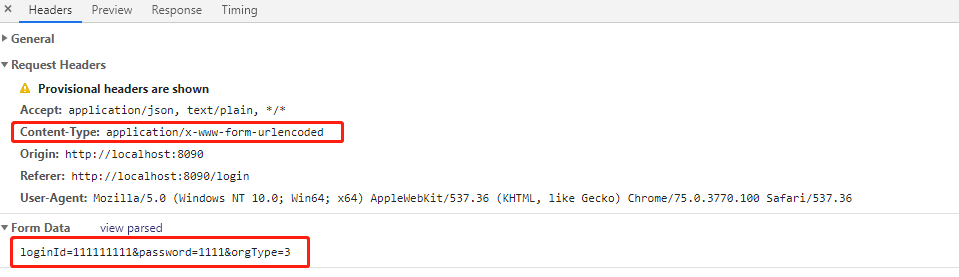 Headers Preview Response Timing
General
Request Headers
Provisional headers are shown
Accept: application/json, text/plain, */*
Content-Type: application/x-www-form-urlencoded
Origin: http://localhost:8090
Referer: http://localhost:8090/login
User-Agent: Mozilla/5.0 (Windows NT 10.0; Win64; x64) AppleWebKit/537.36 (KHTML, like Gecko) Chrome/75.0.3770.100 Safari/537.36
Form Data view parsed
loginId=111111111&password=1111&orgType=3